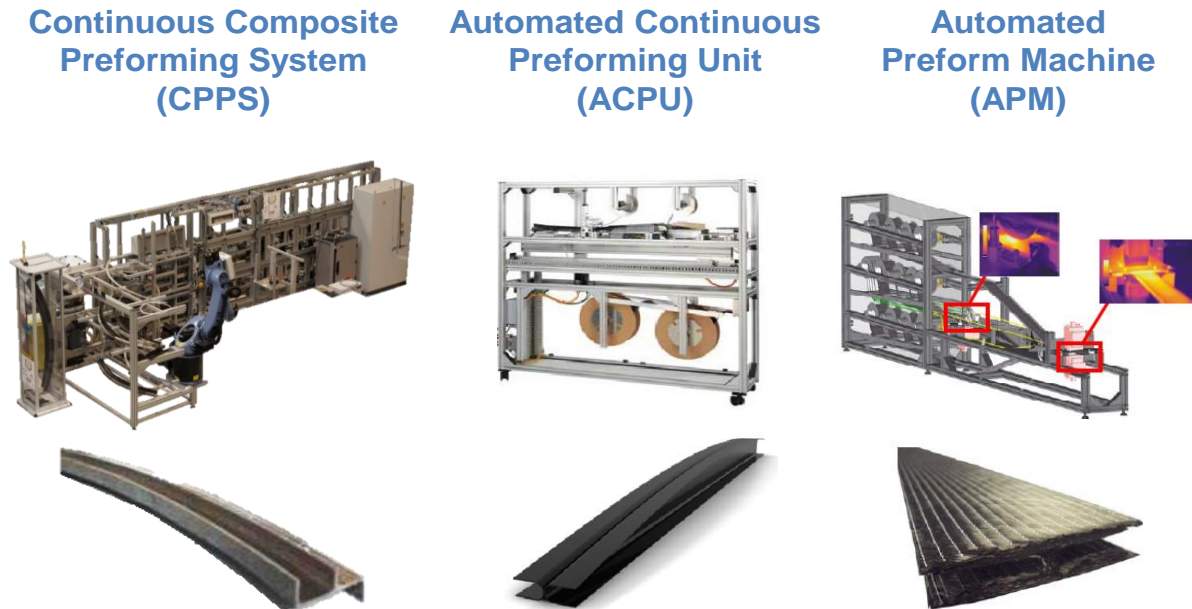 Continuous Composite
Preforming System
(CPPS)
Automated Continuous
Preforming Unit
(ACPU)
Automated
Preform Machine
(APM)